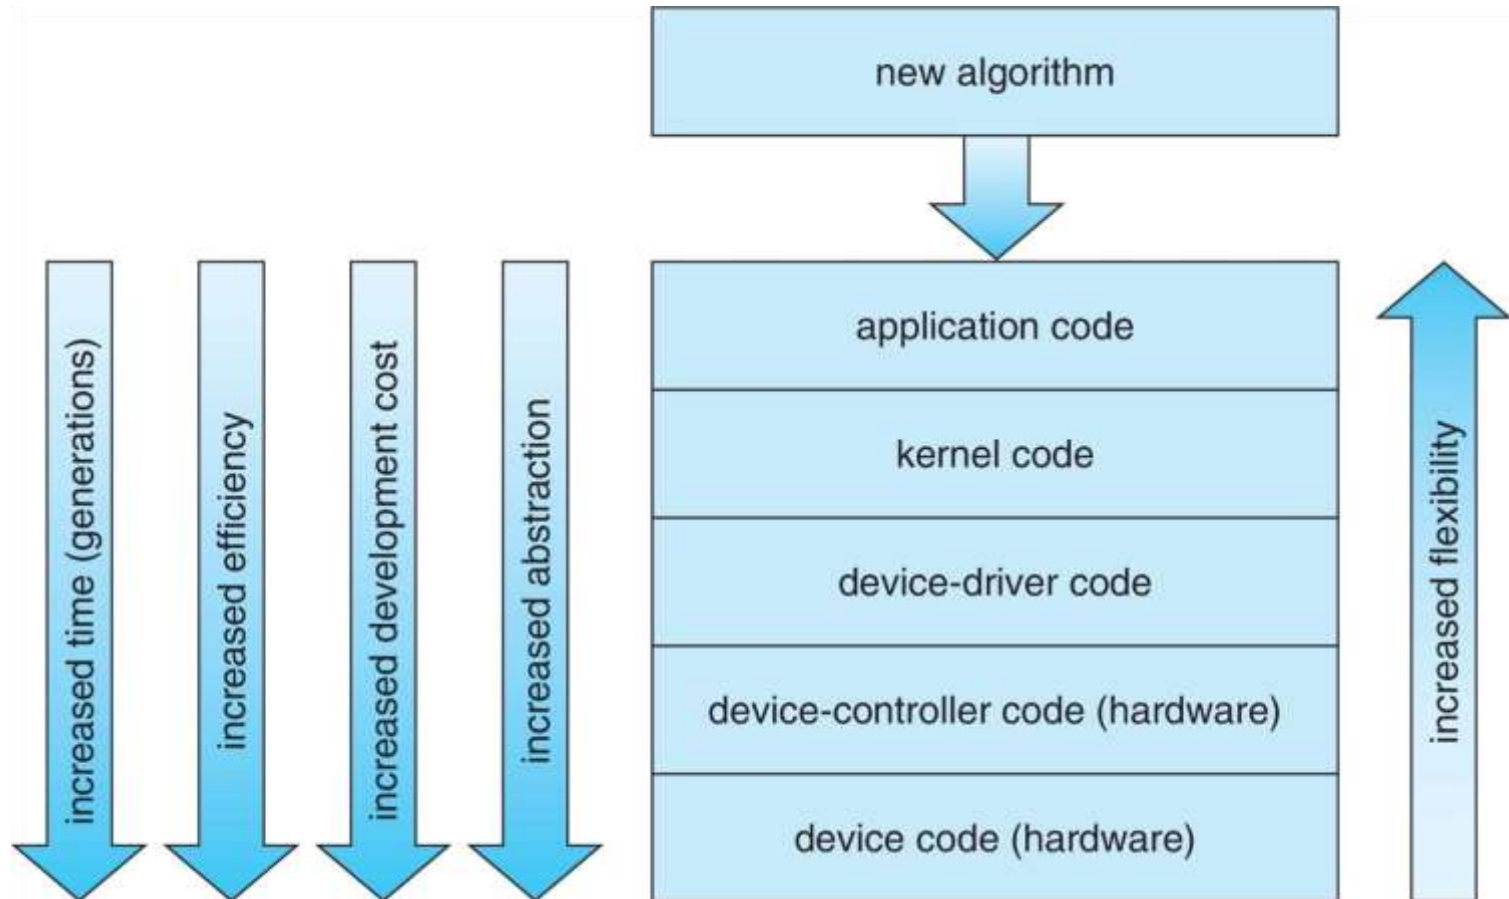 new algorithm
increased time (generations)
increased efficiency
increased development cost
increased abstraction
application code
kernel code
device-driver code
device-controller code (hardware)
device code (hardware)
increased flexibility